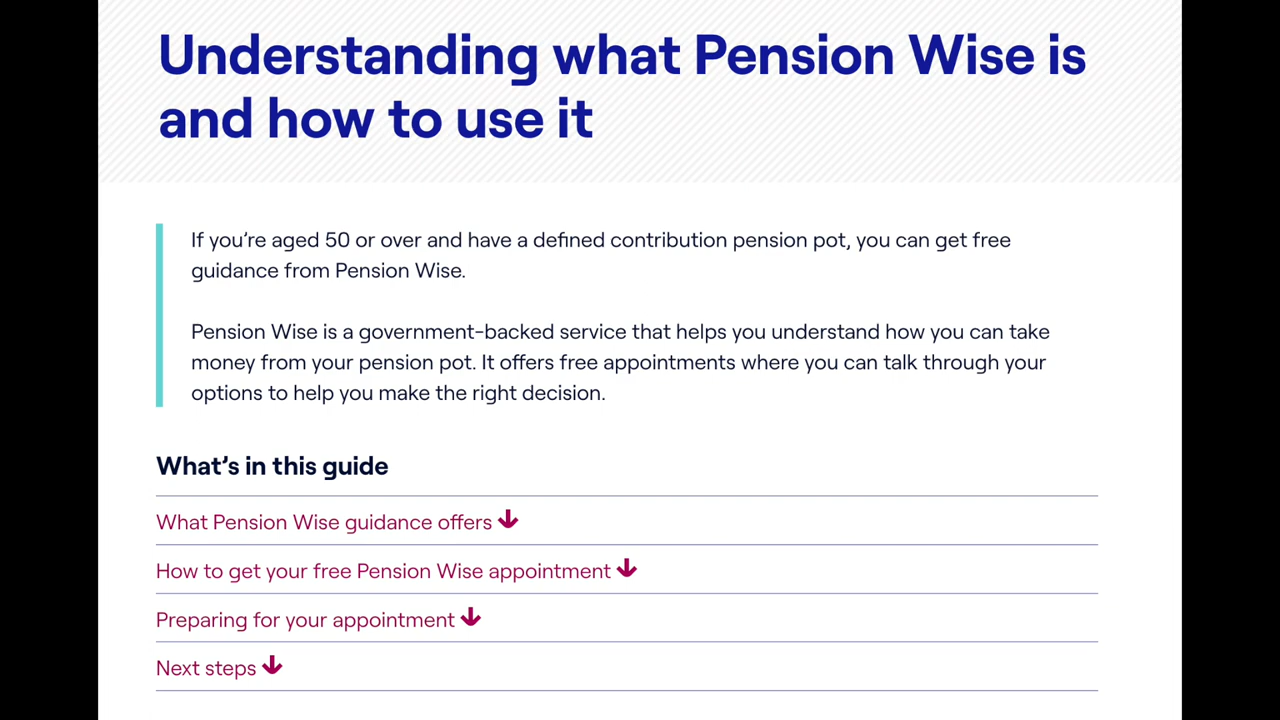 Understanding what Pension Wise is
and how to use it
If you’re aged 50 or over and have a defined contribution pension pot, you can get free
guidance from Pension Wise.
Pension Wise is a government-backed service that helps you understand how you can take
money from your pension pot. It offers free appointments where you can talk through your
options to help you make the right decision.
What’s in this guide
What Pension Wise guidance offers
How to get your free Pension Wise appointment
Preparing for your appointment
Next steps